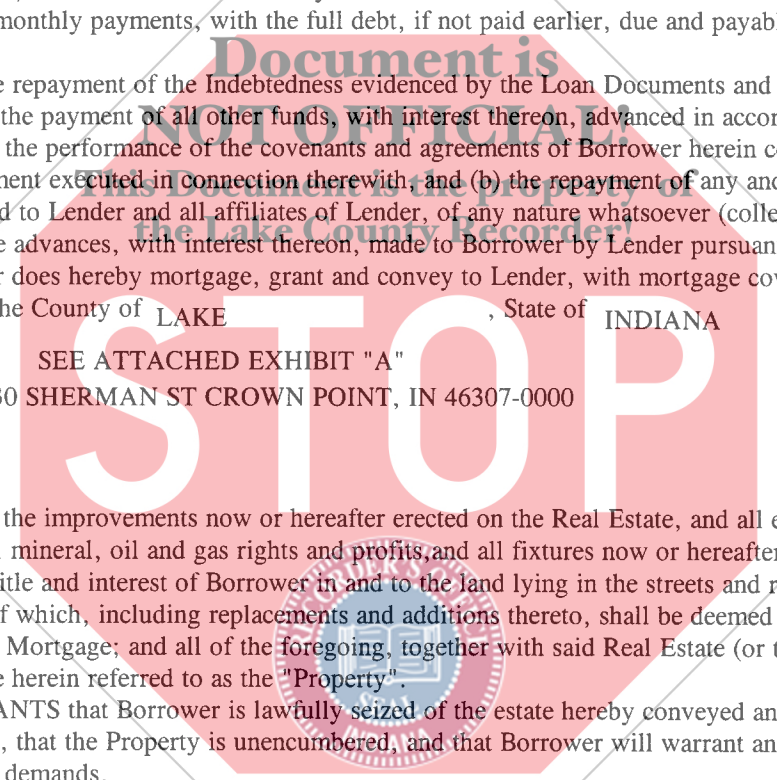 monthly payments, with the full debt, if not paid earlier, due and payabl
Document is
e repayment of the Indebtedness evidenced by the Loan Documents and
NOT OFFICIAL!
the payment of all other funds, with interest thereon, advanced in accor
the performance of the covenants and agreements of Borrower herein c
This Document is the property of
nent executed in connection therewith; and (b) the repayment of any and
d to Lender and all affiliates of Lender, of any nature whatsoever (colle
the Lake County Recorder!
e advances, with interest thereon, made to Borrower by Lender pursuan
r does hereby mortgage, grant and convey to Lender, with mortgage cov
he County of LAKE , State of INDIANA
STOP
SEE ATTACHED EXHIBIT "A"
30 SHERMAN ST CROWN POINT, IN 46307-0000
the improvements now or hereafter erected on the Real Estate, and all e
mineral, oil and gas rights and profits,and all fixtures now or hereafter
itle and interest of Borrower in and to the land lying in the streets and r
f which, including replacements and additions thereto, shall be deemed
RECORDER'S OFFICE
Mortgage; and all of the foregoing, together with said Real Estate (or t
e herein referred to as the "Property".
ANTS that Borrower is lawfully seized of the estate hereby conveyed an
INDIANA
, that the Property is unencumbered, and that Borrower will warrant an
demands.